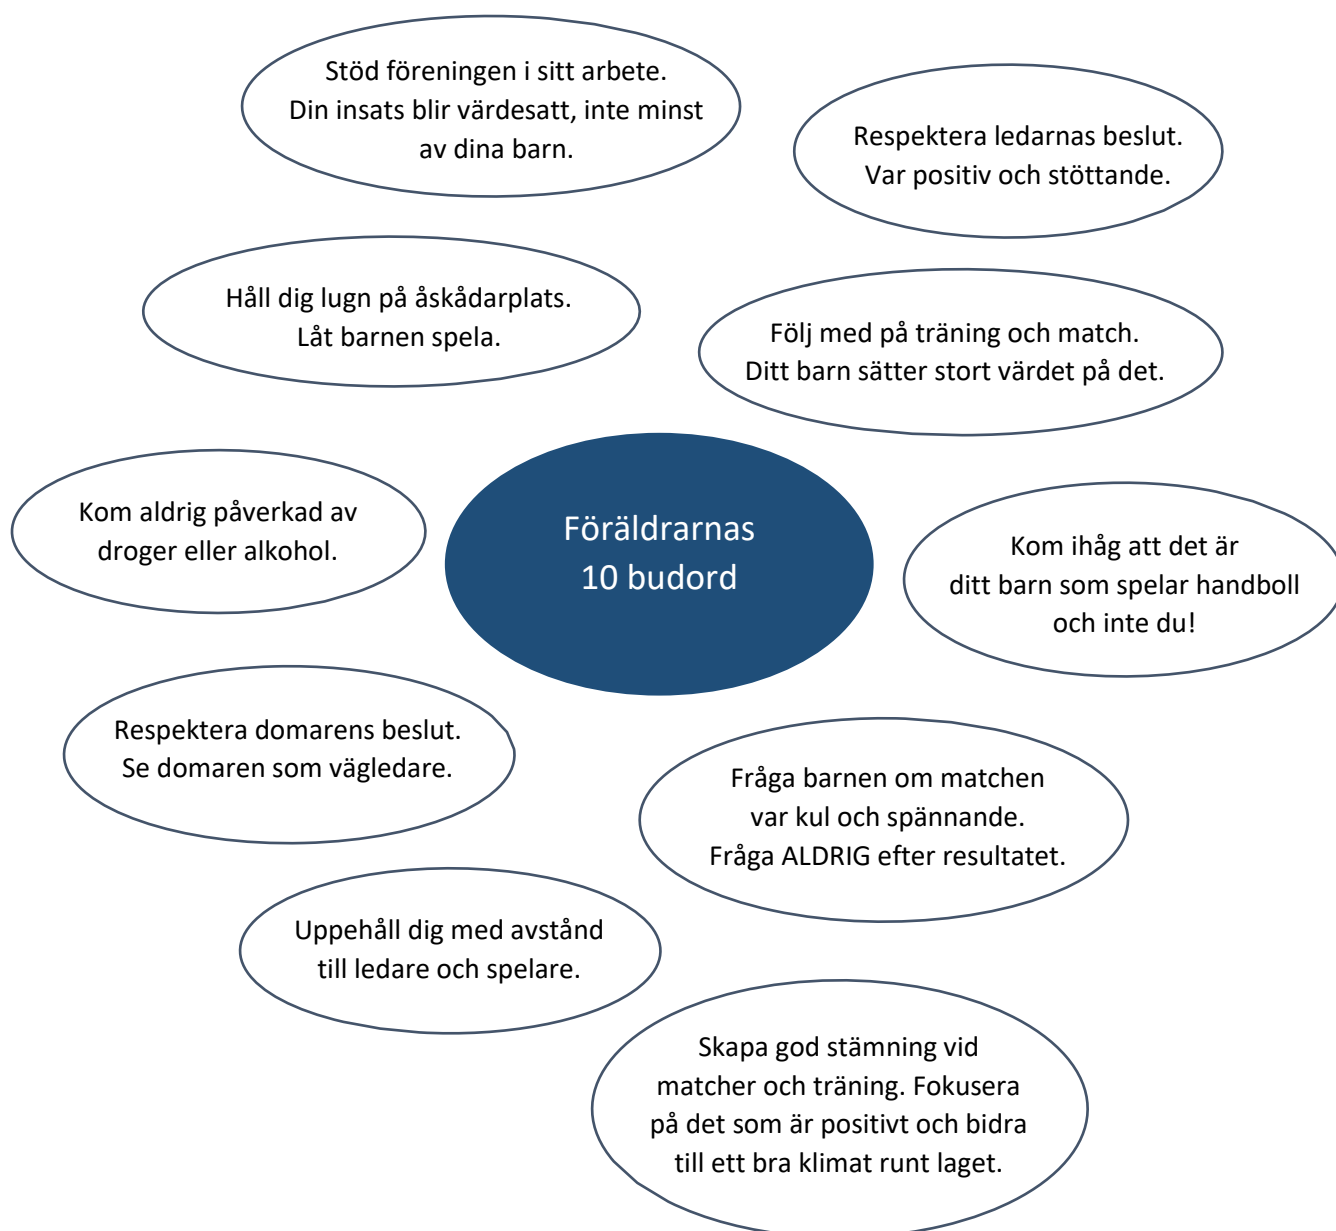 Stöd föreningen i sitt arbete.
Din insats blir värdesatt, inte minst
av dina barn.
Respektera ledarnas beslut.
Var positiv och stöttande.
Håll dig lugn på åskådarplats.
Låt barnen spela.
Följ med på träning och match.
Ditt barn sätter stort värdet på det.
Kom aldrig påverkad av
droger eller alkohol.
Föräldrarnas
10 budord
Kom ihåg att det är
ditt barn som spelar handboll
och inte du!
Respektera domarens beslut.
Se domaren som vägledare.
Fråga barnen om matchen
var kul och spännande.
Fråga ALDRIG efter resultatet.
Uppehåll dig med avstånd
till ledare och spelare.
Skapa god stämning vid
matcher och träning. Fokusera
på det som är positivt och bidra
till ett bra klimat runt laget.